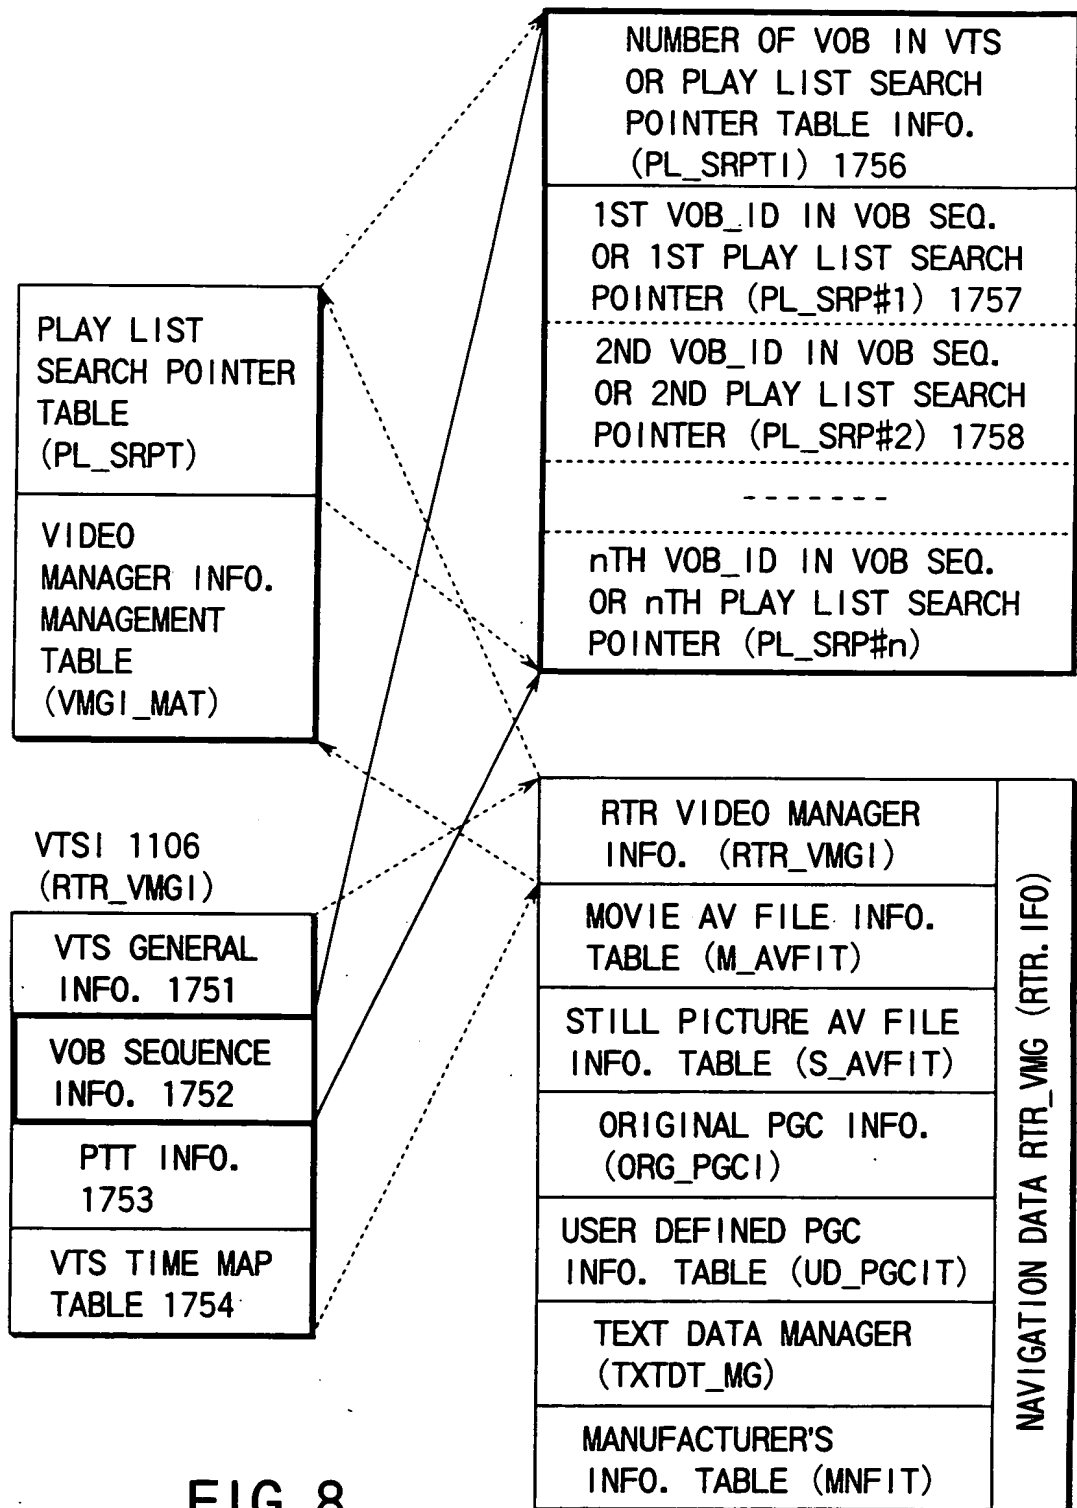 NUMBER OF VOB IN VTS
OR PLAY LIST SEARCH
POINTER TABLE INFO.
(PL_SRPTI) 1756
1ST VOB_ID IN VOB SEQ.
OR 1ST PLAY LIST SEARCH
POINTER (PL_SRP#1) 1757
2ND VOB_ID IN VOB SEQ.
OR 2ND PLAY LIST SEARCH
POINTER (PL_SRP#2) 1758
-------
nTH VOB_ID IN VOB SEQ.
OR nTH PLAY LIST SEARCH
POINTER (PL_SRP#n)
PLAY LIST
SEARCH POINTER
TABLE
(PL_SRPT)
VIDEO
MANAGER INFO.
MANAGEMENT
TABLE
(VMGI_MAT)
VTSI 1106
(RTR_VMGI)
VTS GENERAL
INFO. 1751
VOB SEQUENCE
INFO. 1752
PTT INFO.
1753
VTS TIME MAP
TABLE 1754
RTR VIDEO MANAGER
INFO. (RTR_VMGI)
MOVIE AV FILE INFO.
TABLE (M_AVFIT)
STILL PICTURE AV FILE
INFO. TABLE (S_AVFIT)
ORIGINAL PGC INFO.
(ORG_PGCI)
USER DEFINED PGC
INFO. TABLE (UD_PGCIT)
TEXT DATA MANAGER
(TXTDT_MG)
MANUFACTURER'S
INFO. TABLE (MNFIT)
NAVIGATION DATA RTR_VMG (RTR.IFO)
FIG. 8